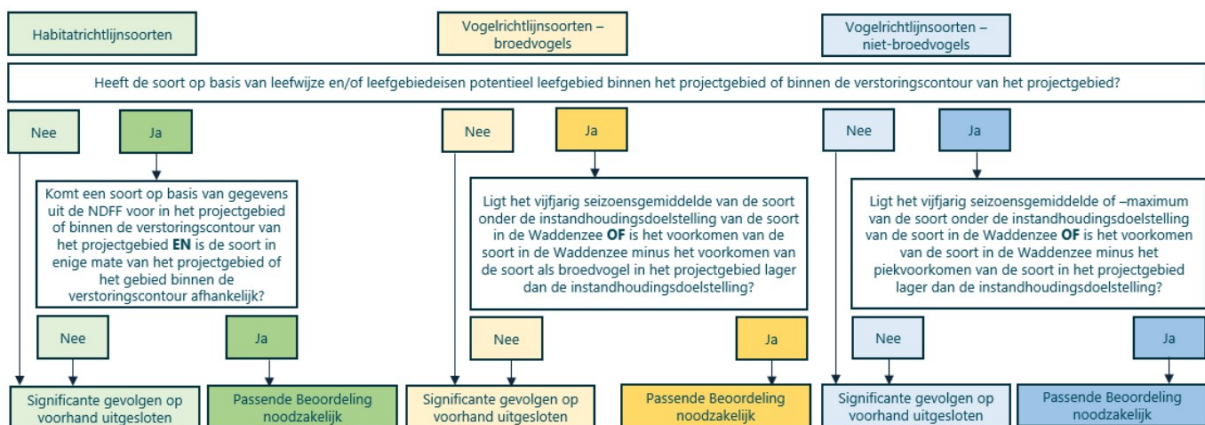 Habitatrichtlijnsoorten
Vogelrichtlijnsoorten –
broedvogels
Vogelrichtlijnsoorten –
niet-broedvogels
Heeft de soort op basis van leefwijze en/of leefgebiedeisen potentieel leefgebied binnen het projectgebied of binnen de verstoringscontour van het projectgebied?
Nee
Ja
Nee
Ja
Nee
Ja
Komt een soort op basis van gegevens
uit de NDFF voor in het projectgebied
of binnen de verstoringscontour van
het projectgebied EN is de soort in
enige mate van het projectgebied of
het gebied binnen de
verstoringscontour afhankelijk?
Ligt het vijfjarig seizoensgemiddelde van de soort
onder de instandhoudingsdoelstelling van de soort
in de Waddenzee OF is het voorkomen van de
soort in de Waddenzee minus het voorkomen van
de soort als broedvogel in het projectgebied lager
dan de instandhoudingsdoelstelling?
Ligt het vijfjarig seizoensgemiddelde of –maximum
van de soort onder de instandhoudingsdoelstelling
van de soort in de Waddenzee OF is het voorkomen
van de soort in de Waddenzee minus het
piekvoorkomen van de soort in het projectgebied
lager dan de instandhoudingsdoelstelling?
Nee
Ja
Nee
Ja
Nee
Ja
Significante gevolgen op
voorhand uitgesloten
Passende Beoordeling
noodzakelijk
Significante gevolgen op
voorhand uitgesloten
Passende Beoordeling
noodzakelijk
Significante gevolgen op
voorhand uitgesloten
Passende Beoordeling
noodzakelijk